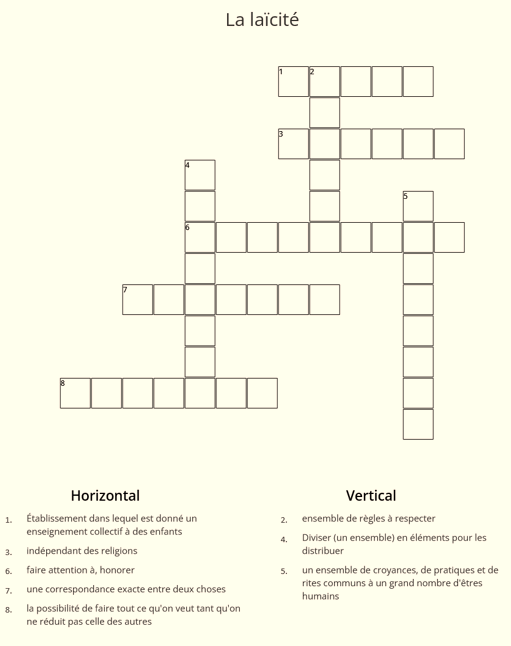 La laïcité
1
2
3
4
5
6
7
8
Horizontal
1. Établissement dans lequel est donné un
enseignement collectif à des enfants
3. indépendant des religions
6. faire attention à, honorer
7. une correspondance exacte entre deux choses
8. la possibilité de faire tout ce qu'on veut tant qu'on
ne réduit pas celle des autres
Vertical
2. ensemble de règles à respecter
4. Diviser (un ensemble) en éléments pour les
distribuer
5. un ensemble de croyances, de pratiques et de
rites communs à un grand nombre d'êtres
humains